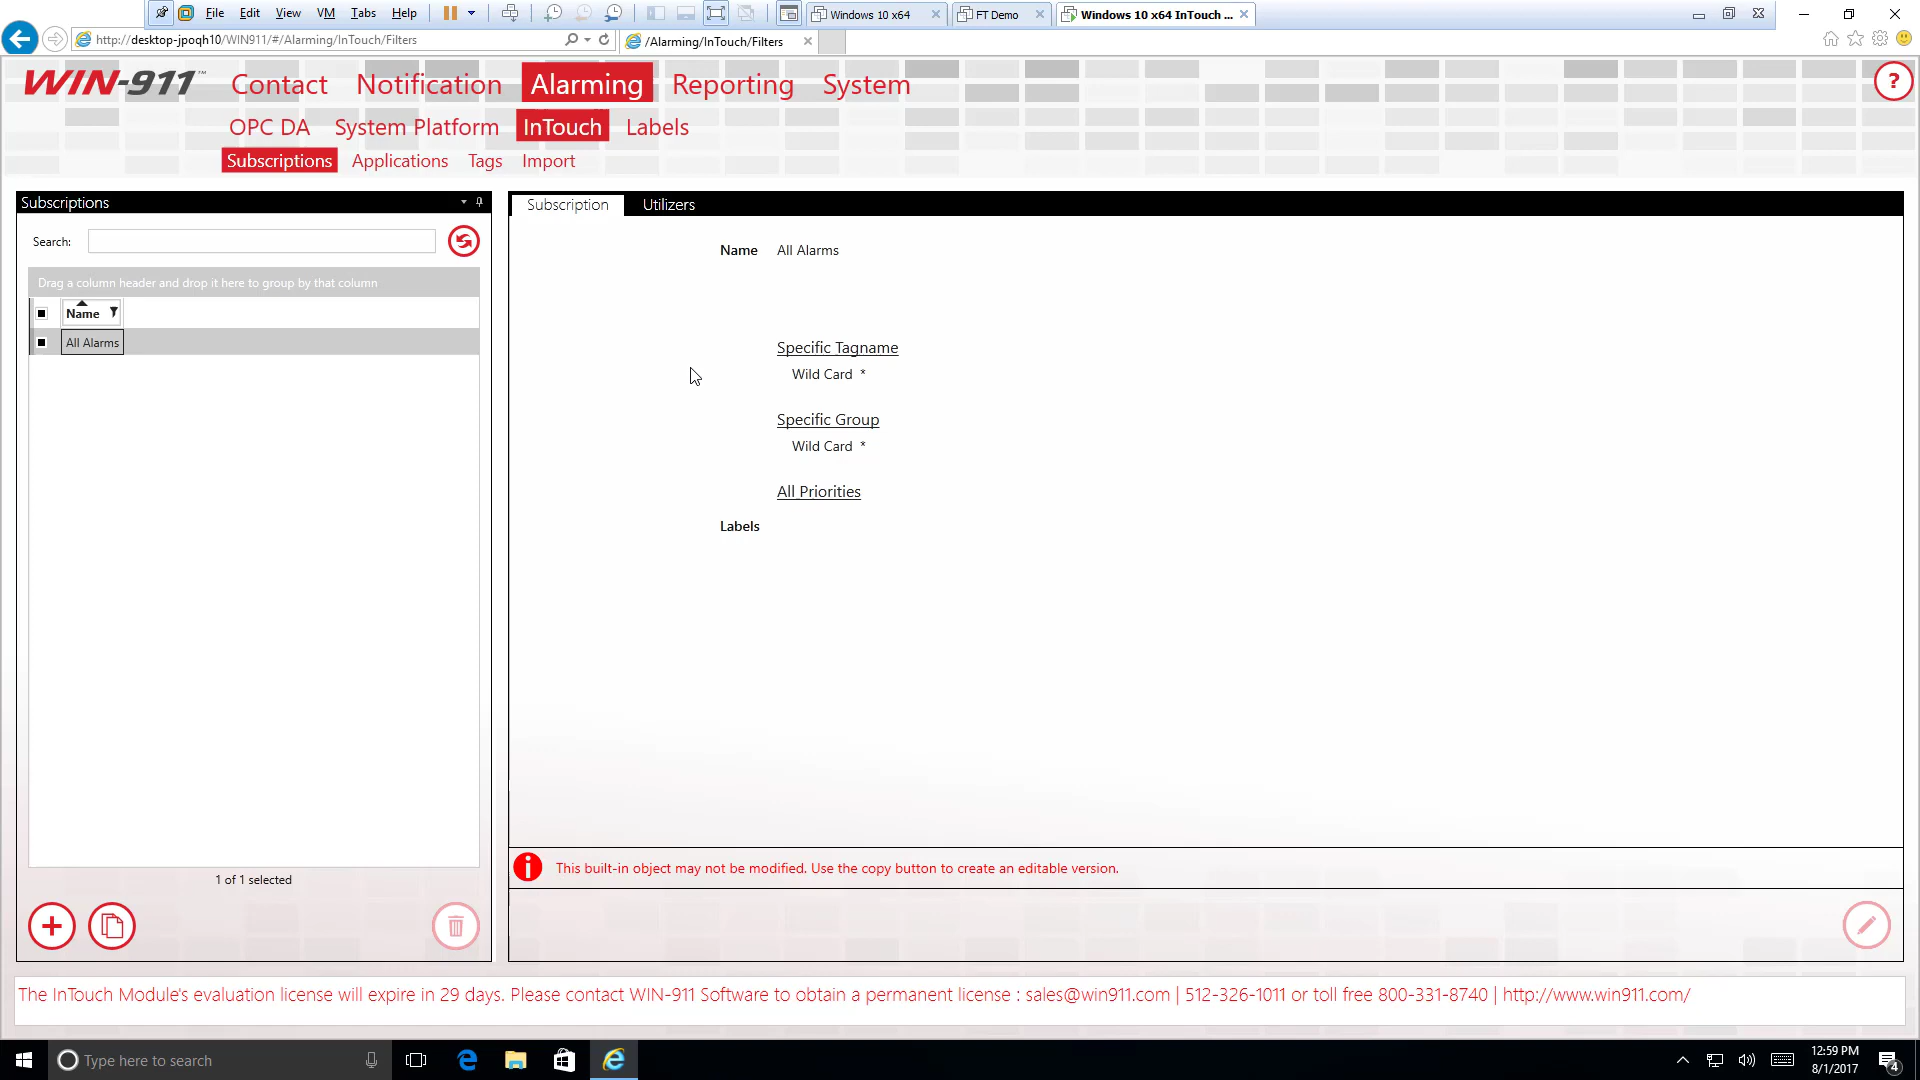 File Edit View VM Tabs Help Windows 10 x64 FT Demo Windows 10 x64 InTouch ...
http://desktop-jpoqh10/WIN911/#/Alarming/InTouch/Filters /Alarming/InTouch/Filters
WIN-911™ Contact Notification Alarming Reporting System ?
OPC DA System Platform InTouch Labels
Subscriptions Applications Tags Import
Subscriptions
Subscription Utilizers
Search:
Name All Alarms
Drag a column header and drop it here to group by that column
Name
All Alarms
Specific Tagname
Wild Card *
Specific Group
Wild Card *
All Priorities
Labels
This built-in object may not be modified. Use the copy button to create an editable version.
1 of 1 selected
The InTouch Module's evaluation license will expire in 29 days. Please contact WIN-911 Software to obtain a permanent license : sales@win911.com | 512-326-1011 or toll free 800-331-8740 | http://www.win911.com/
Type here to search
12:59 PM
8/1/2017
4